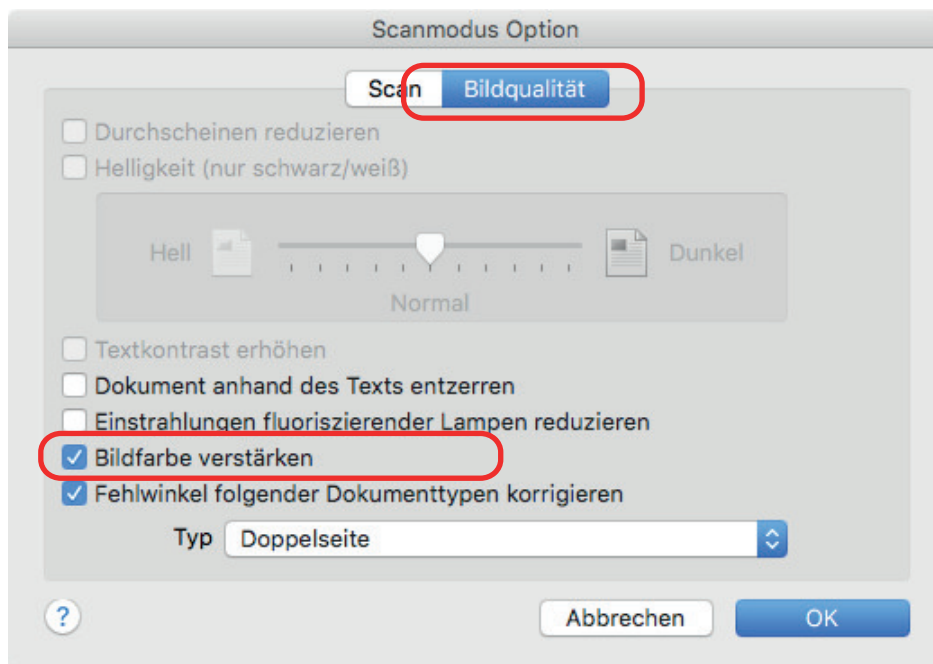 Scanmodus Option
Scan Bildqualität
Durchscheinen reduzieren
Helligkeit (nur schwarz/weiß)
Hell Dunkel
Normal
Textkontrast erhöhen
Dokument anhand des Texts entzerren
Einstrahlungen fluoriszierender Lampen reduzieren
Bildfarbe verstärken
Fehlwinkel folgender Dokumenttypen korrigieren
Typ Doppelseite
? Abbrechen OK